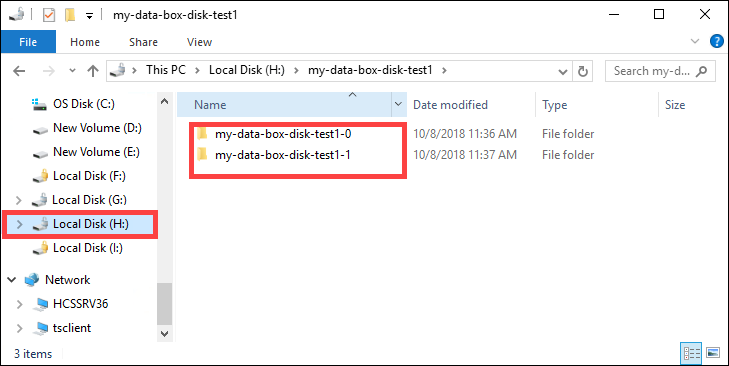 my-data-box-disk-test1
File Home Share View
This PC Local Disk (H:) my-data-box-disk-test1 Search my-d...
OS Disk (C:)
New Volume (D:)
New Volume (E:)
Local Disk (F:)
Local Disk (G:)
Local Disk (H:)
Local Disk (I:)
Network
HCSSRV36
tsclient
Name Date modified Type Size
my-data-box-disk-test1-0 10/8/2018 11:36 AM File folder
my-data-box-disk-test1-1 10/8/2018 11:37 AM File folder
3 items